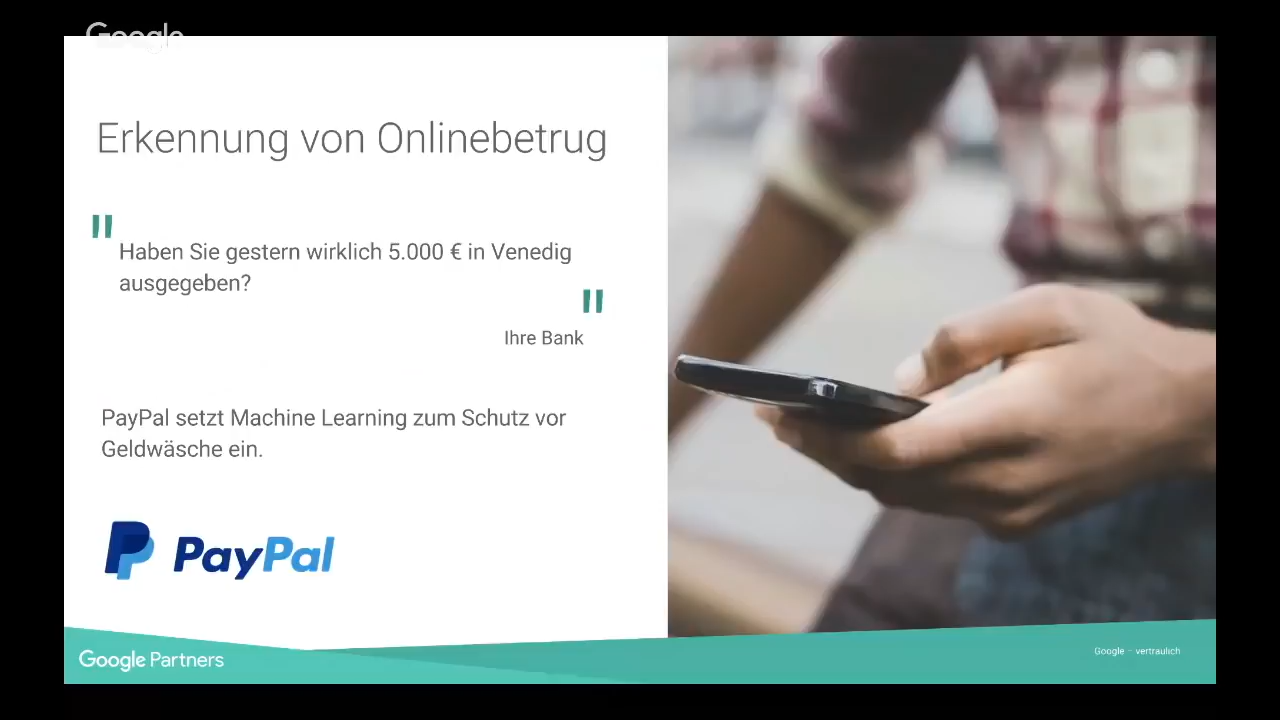 Google
Erkennung von Onlinebetrug
"
Haben Sie gestern wirklich 5.000 € in Venedig
ausgegeben?
"
Ihre Bank
PayPal setzt Machine Learning zum Schutz vor
Geldwäsche ein.
PayPal
Google Partners
Google – vertraulich